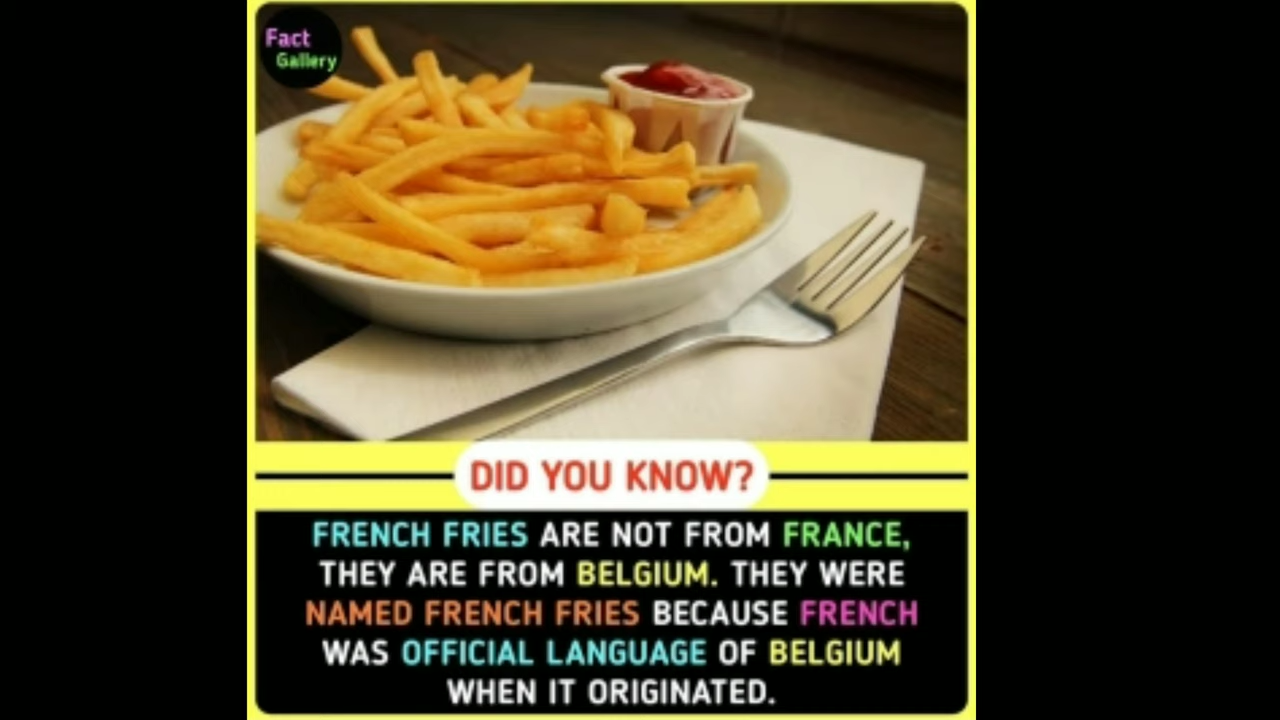 Fact
Gallery
DID YOU KNOW?
FRENCH FRIES ARE NOT FROM FRANCE,
THEY ARE FROM BELGIUM. THEY WERE
NAMED FRENCH FRIES BECAUSE FRENCH
WAS OFFICIAL LANGUAGE OF BELGIUM
WHEN IT ORIGINATED.